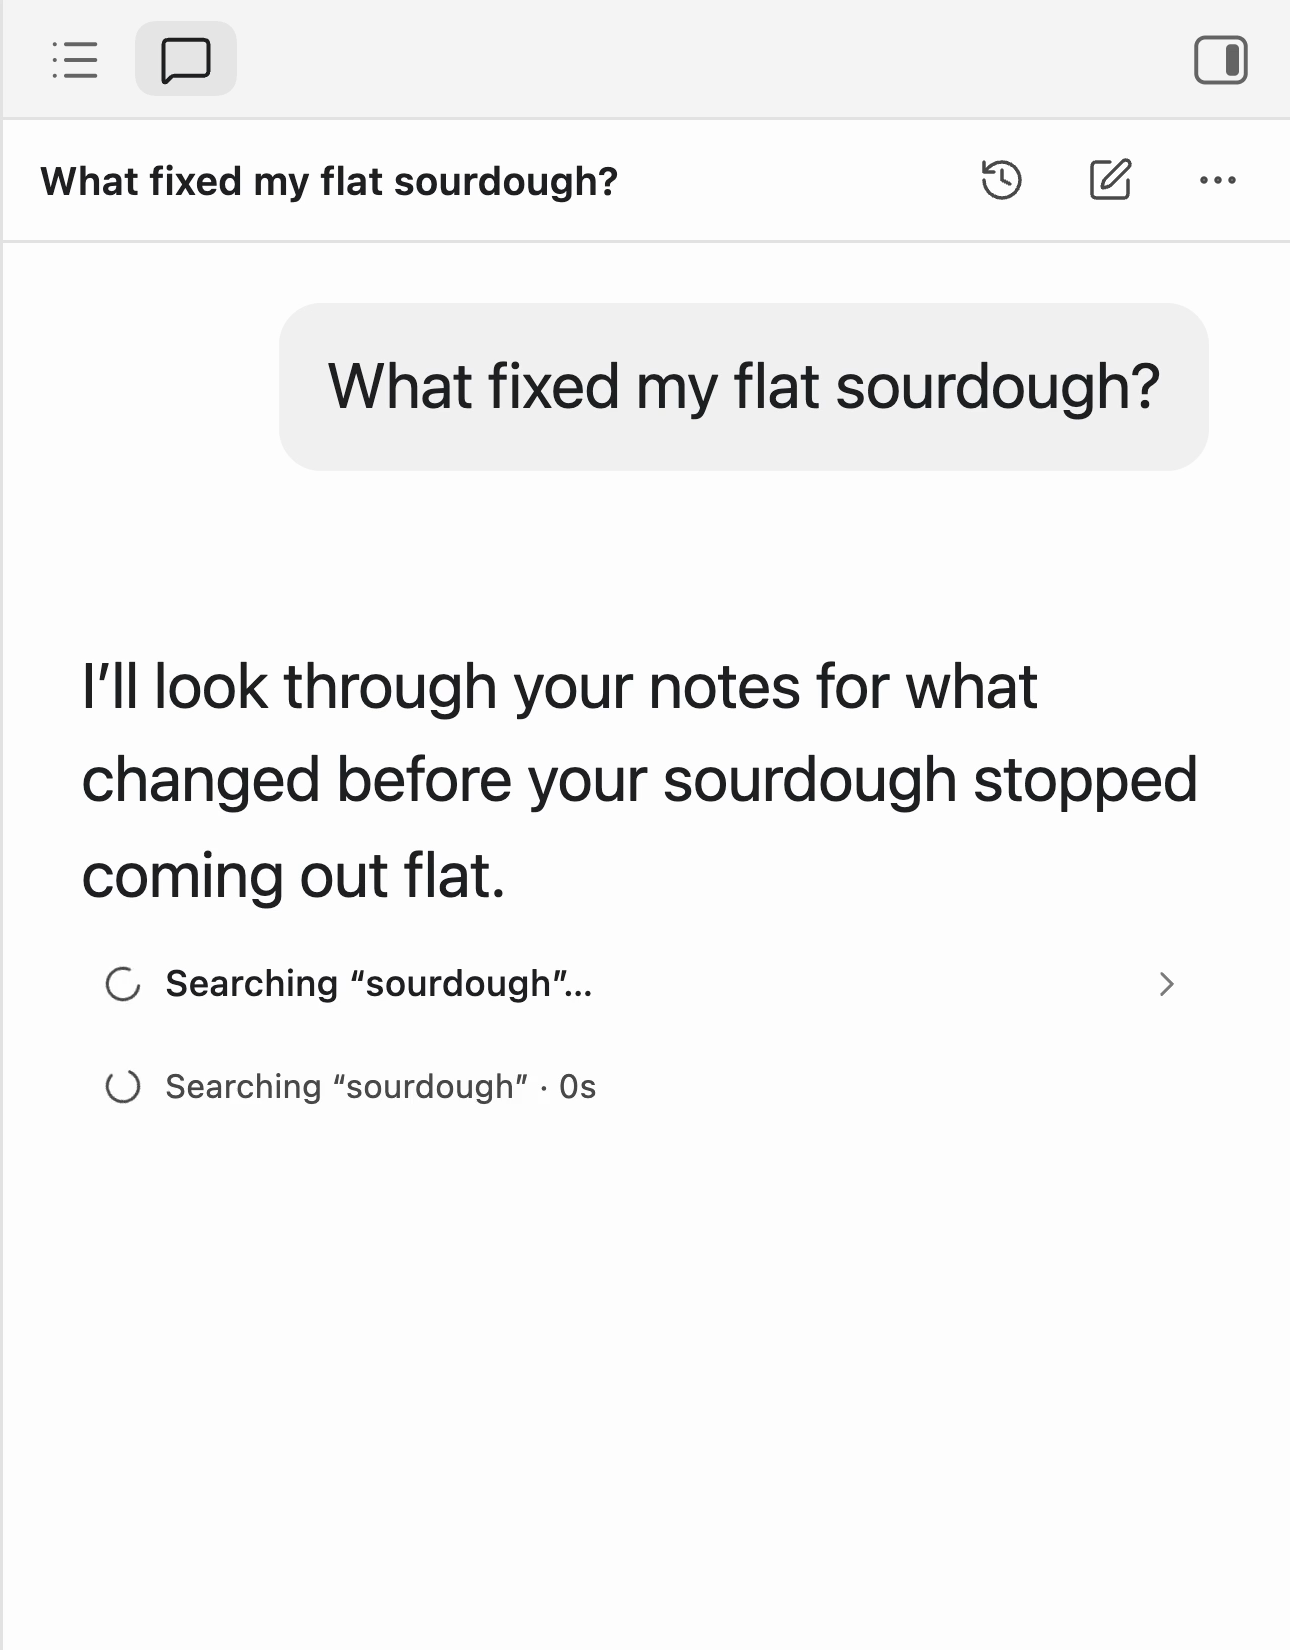 What fixed my flat sourdough?
What fixed my flat sourdough?
I’ll look through your notes for what
changed before your sourdough stopped
coming out flat.
Searching “sourdough”...
Searching “sourdough” · 0s